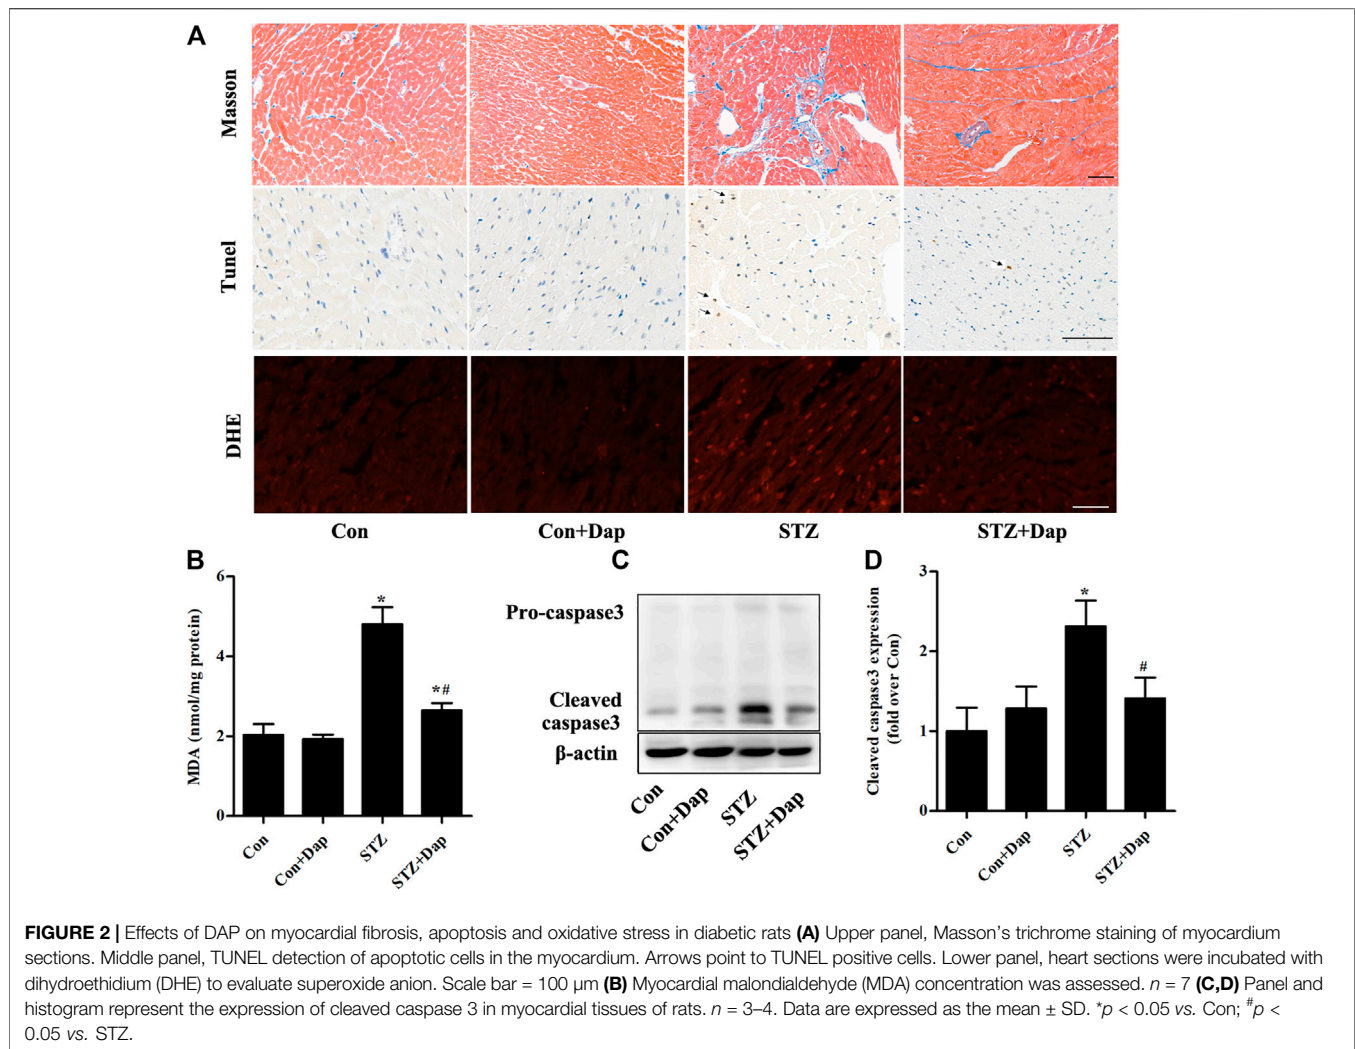 A
Masson
Tunel
DHE
Con
Con+Dap
STZ
STZ+Dap
B
MDA (nmol/mg protein)
6
4
2
0
*
*#
Con
Con+Dap
STZ
STZ+Dap
C
Pro-caspase3
Cleaved
caspase3
β-actin
Con
Con+Dap
STZ
STZ+Dap
D
Cleaved caspase3 expression
(fold over Con)
3
2
1
0
*
#
Con
Con+Dap
STZ
STZ+Dap
FIGURE 2 | Effects of DAP on myocardial fibrosis, apoptosis and oxidative stress in diabetic rats (A) Upper panel, Masson's trichrome staining of myocardium
sections. Middle panel, TUNEL detection of apoptotic cells in the myocardium. Arrows point to TUNEL positive cells. Lower panel, heart sections were incubated with
dihydroethidium (DHE) to evaluate superoxide anion. Scale bar = 100 μm (B) Myocardial malondialdehyde (MDA) concentration was assessed. n = 7 (C,D) Panel and
histogram represent the expression of cleaved caspase 3 in myocardial tissues of rats. n = 3–4. Data are expressed as the mean ± SD. *p < 0.05 vs. Con; #p <
0.05 vs. STZ.